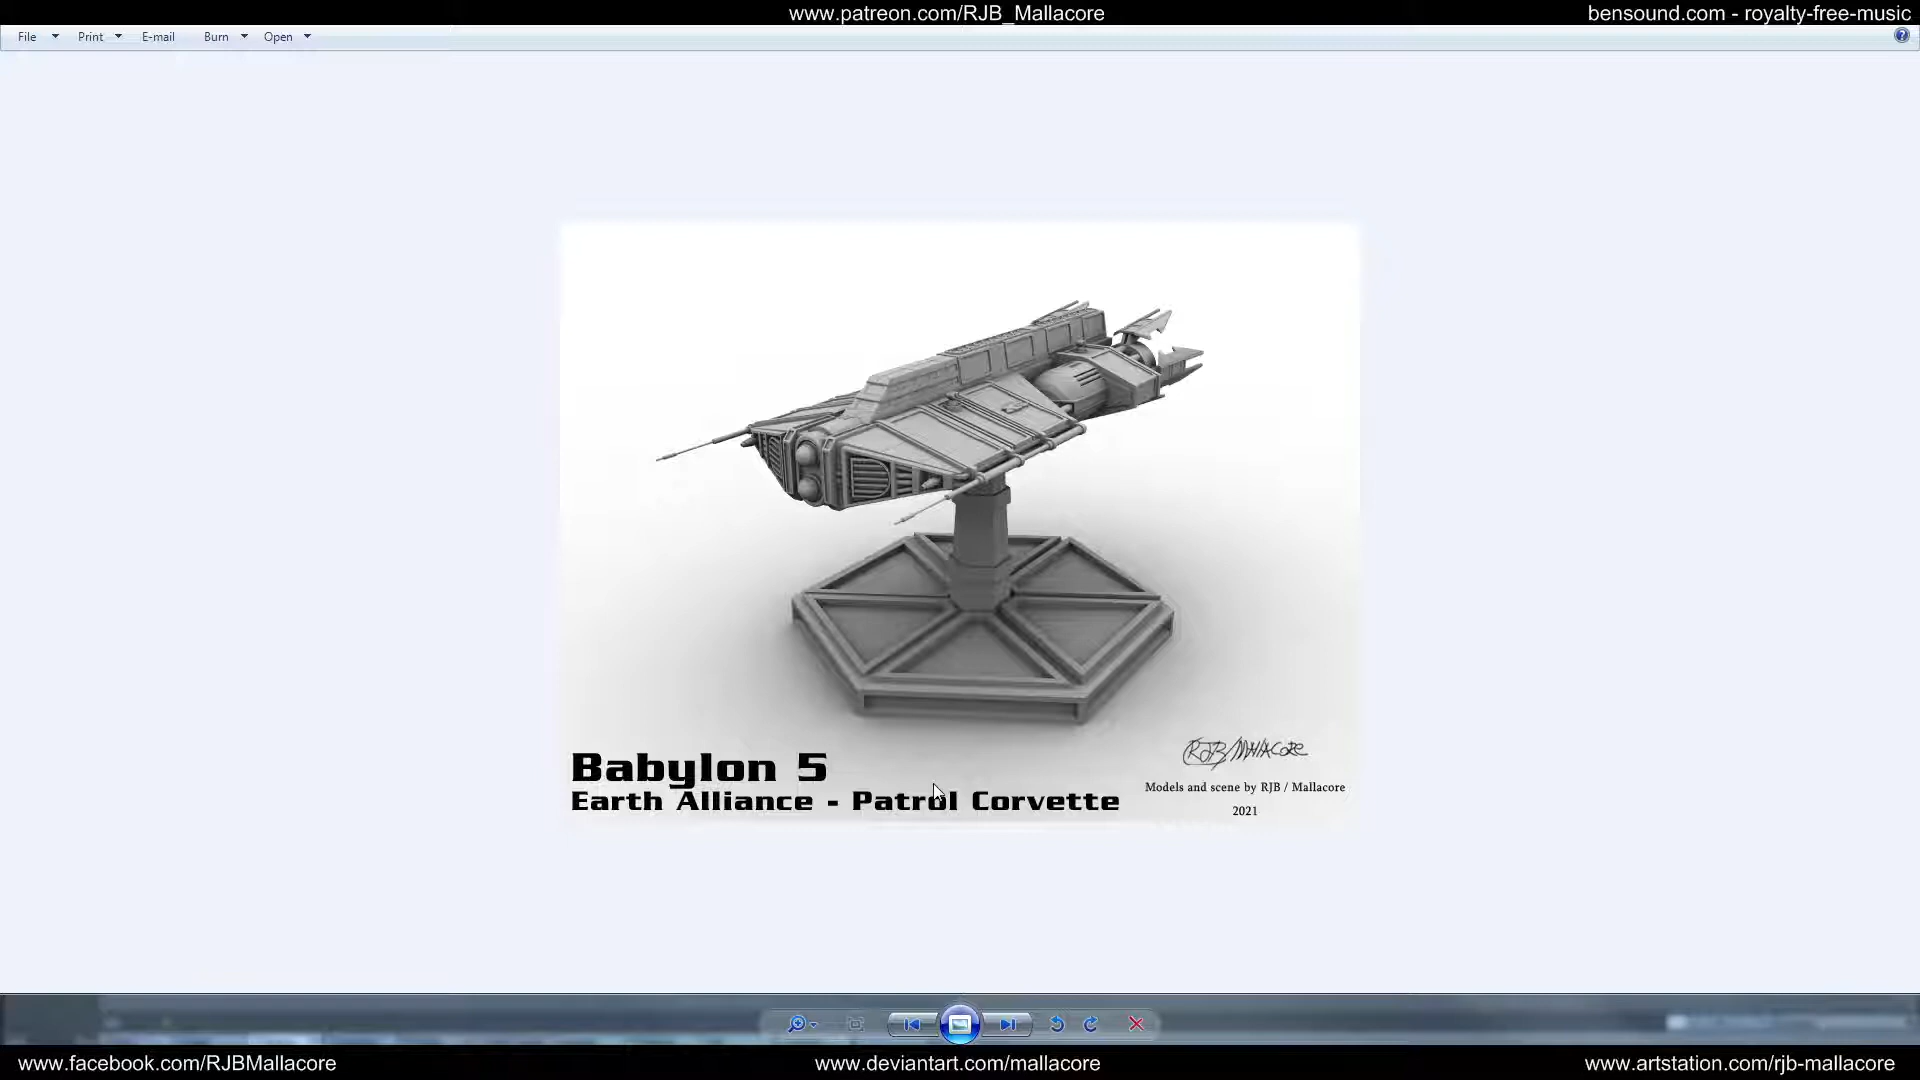 www.patreon.com/RJB_Mallacore
bensound.com - royalty-free-music
File Print E-mail Burn Open
Babylon 5
Earth Alliance - Patrol Corvette
RJB/Mallacore
Models and scene by RJB / Mallacore
2021
www.facebook.com/RJBMallacore
www.deviantart.com/mallacore
www.artstation.com/rjb-mallacore